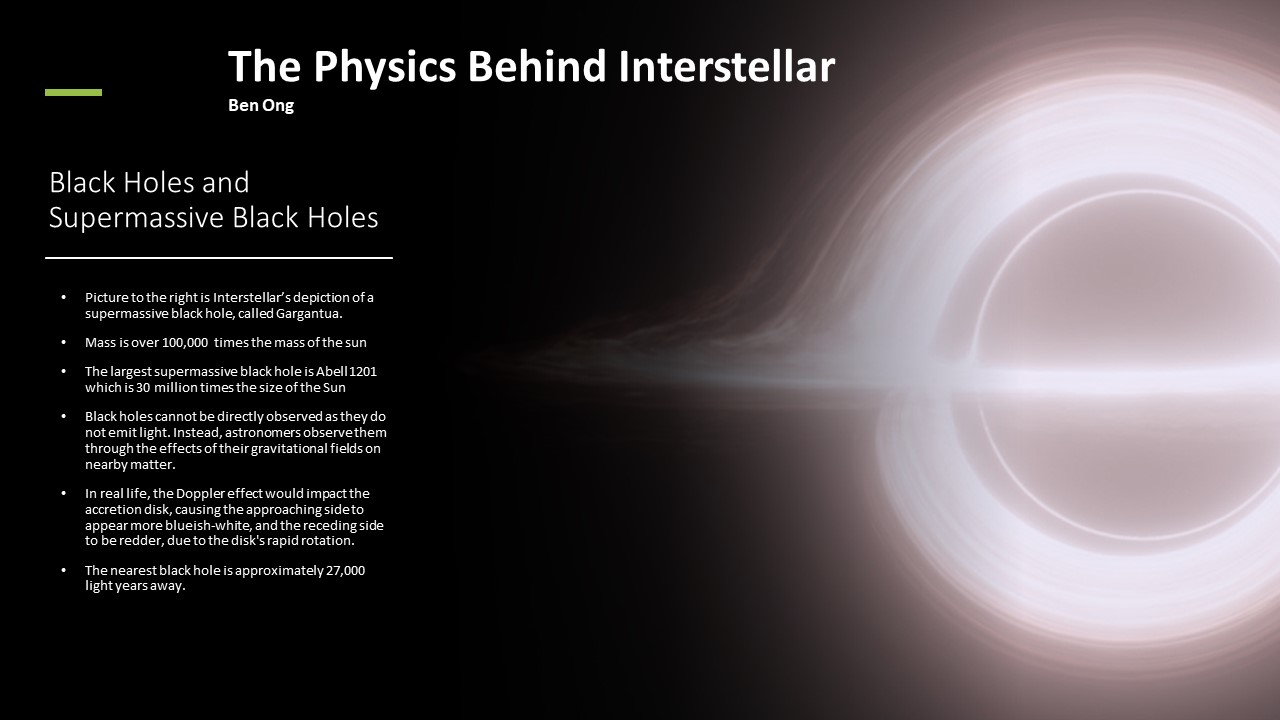 The Physics Behind Interstellar
Ben Ong
Black Holes and
Supermassive Black Holes
• Picture to the right is Interstellar's depiction of a
supermassive black hole, called Gargantua.
• Mass is over 100,000 times the mass of the sun
• The largest supermassive black hole is Abell 1201
which is 30 million times the size of the Sun
• Black holes cannot be directly observed as they do
not emit light. Instead, astronomers observe them
through the effects of their gravitational fields on
nearby matter.
• In real life, the Doppler effect would impact the
accretion disk, causing the approaching side to
appear more blueish-white, and the receding side
to be redder, due to the disk's rapid rotation.
• The nearest black hole is approximately 27,000
light years away.